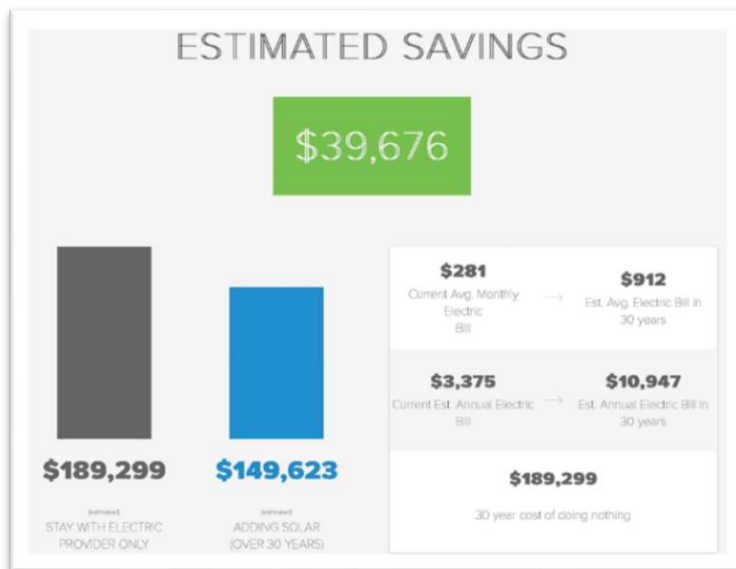 ESTIMATED SAVINGS
$39,676
$189,299
(estimated)
STAY WITH ELECTRIC
PROVIDER ONLY
$149,623
(estimated)
ADDING SOLAR
(OVER 30 YEARS)
$281
Current Avg. Monthly
Electric
Bill
→
$912
Est. Avg. Electric Bill In
30 years
$3,375
Current Est. Annual Electric
Bill
→
$10,947
Est. Annual Electric Bill In
30 years
$189,299
30 year cost of doing nothing